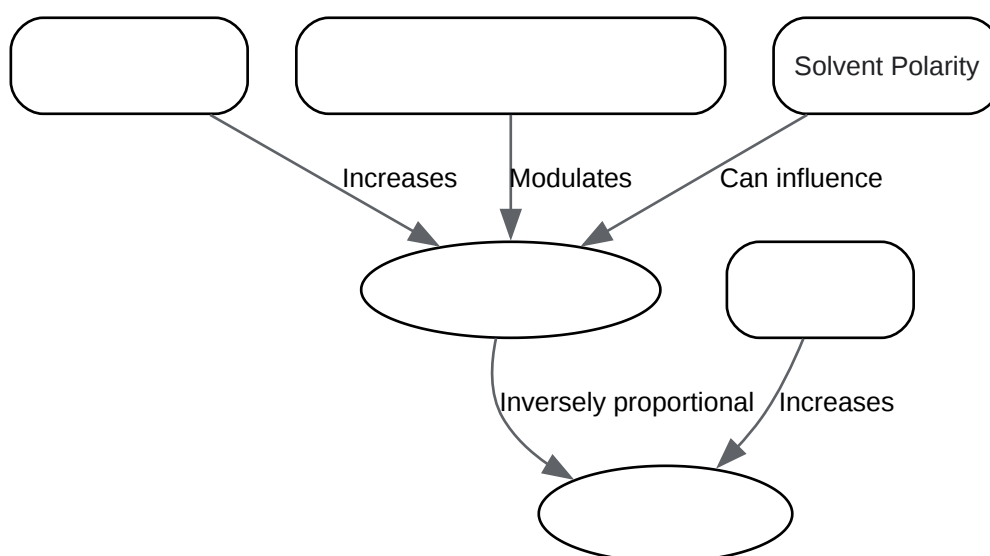 Solvent Polarity
Increases
Modulates
Can influence
Inversely proportional
Increases